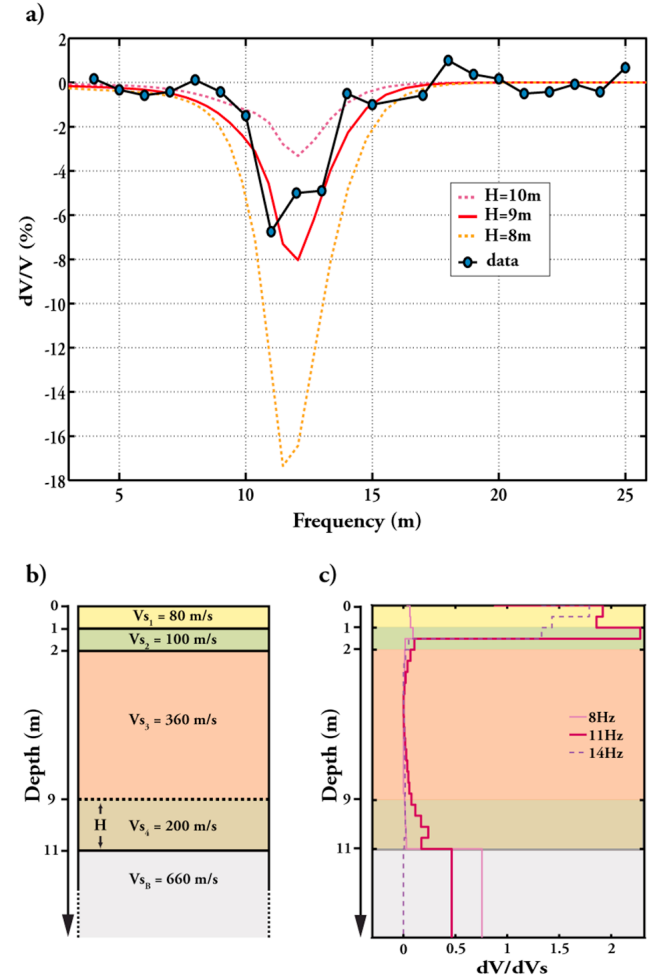 a)
2
0
-2
-4
-6
-8
-10
-12
-14
-16
-18
dV/V (%)
H=10m
H=9m
H=8m
data
5
10
15
20
25
Frequency (m)
b)
0
1
2
9
11
Depth (m)
Vs1 = 80 m/s
Vs2 = 100 m/s
Vs3 = 360 m/s
H
Vs4 = 200 m/s
VsB = 660 m/s
c)
0
1
2
9
11
Depth (m)
8Hz
11Hz
14Hz
0
0.5
1
1.5
2
dV/dVs